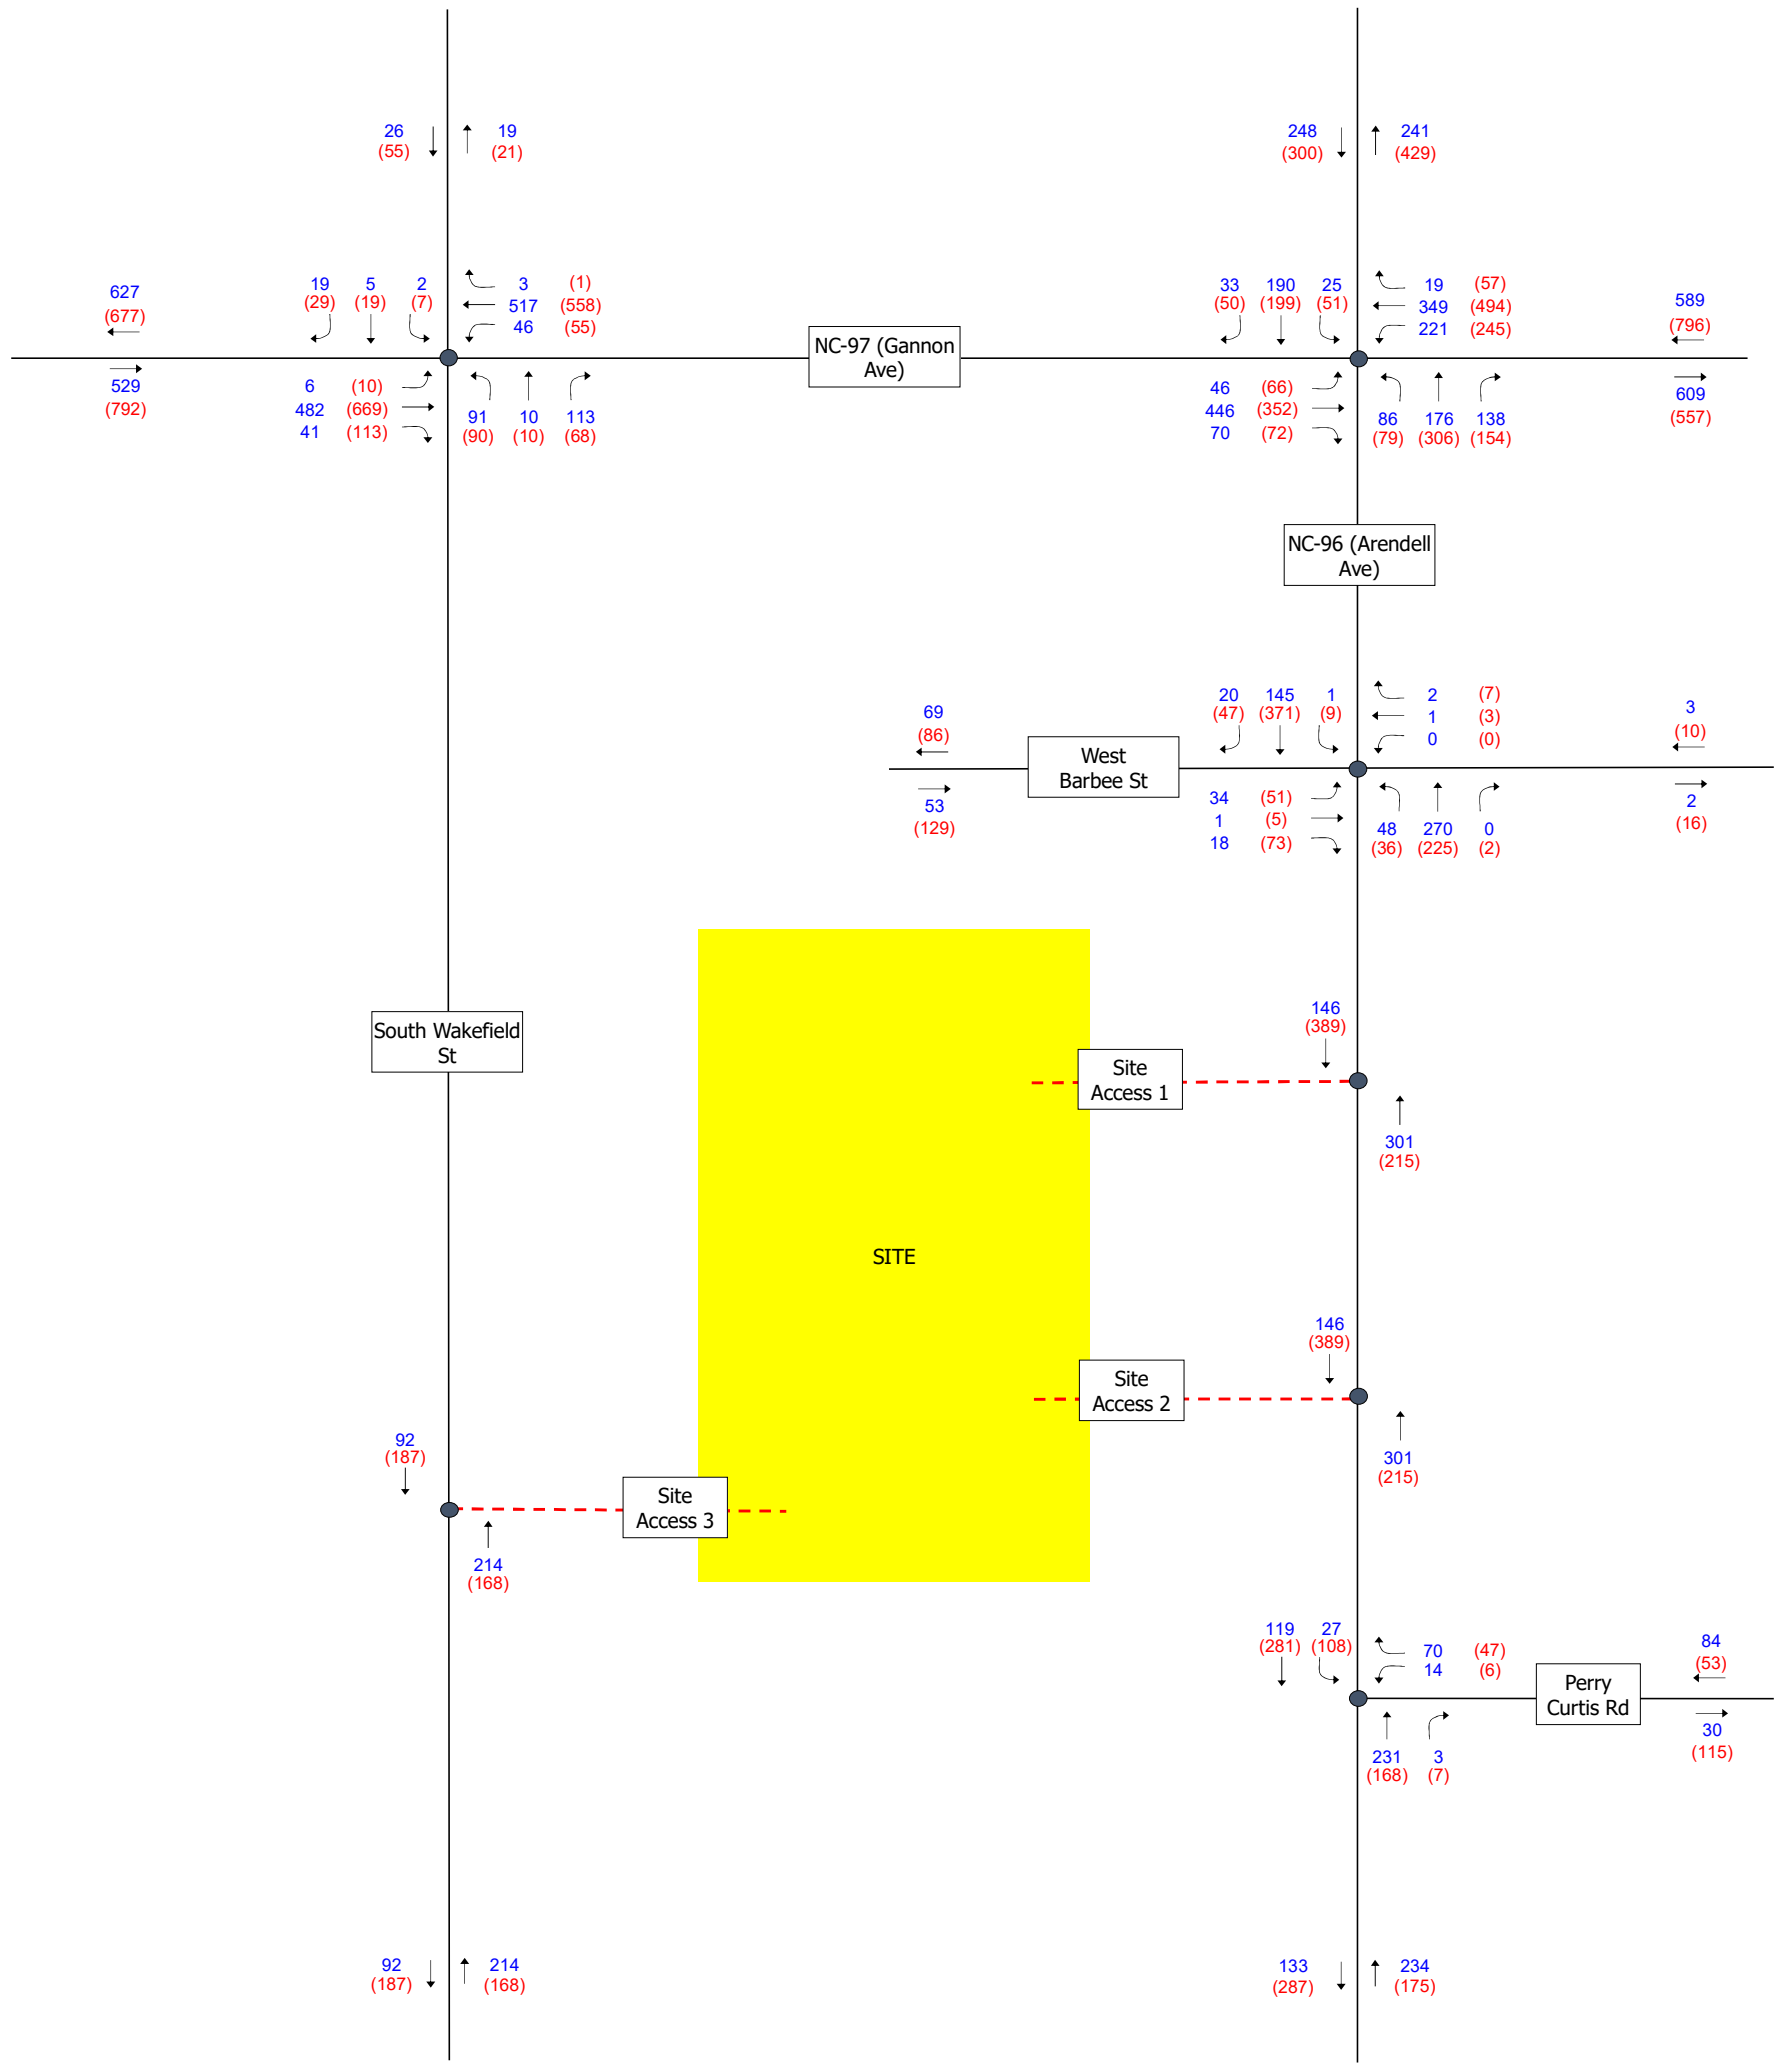 26 19 248 241
(55) (21) (300) (429)
19 5 2 3 (1) 33 190 25 19 (57)
(29) (19) (7) 517 (558) (50) (199) (51) 349 (494)
46 (55) 221 (245)
627 589
(677) (796)
NC-97 (Gannon
Ave)
529 609
(792) (557)
6 (10) 46 (66)
482 (669) 446 (352)
41 (113) 70 (72)
91 10 113 86 176 138
(90) (10) (68) (79) (306) (154)
NC-96 (Arendell
Ave)
20 145 1 2 (7)
(47) (371) (9) 1 (3)
0 (0)
69 3
(86) (10)
West
Barbee St
53 2
(129) (16)
34 (51)
1 (5)
18 (73)
48 270 0
(36) (225) (2)
South Wakefield
St
146
(389)
Site
Access 1
301
(215)
SITE
146
(389)
Site
Access 2
301
(215)
92
(187)
Site
Access 3
214
(168)
119 27 70 (47)
(281) (108) 14 (6)
84
(53)
Perry
Curtis Rd
30
(115)
231 3
(168) (7)
92 214 133 234
(187) (168) (287) (175)